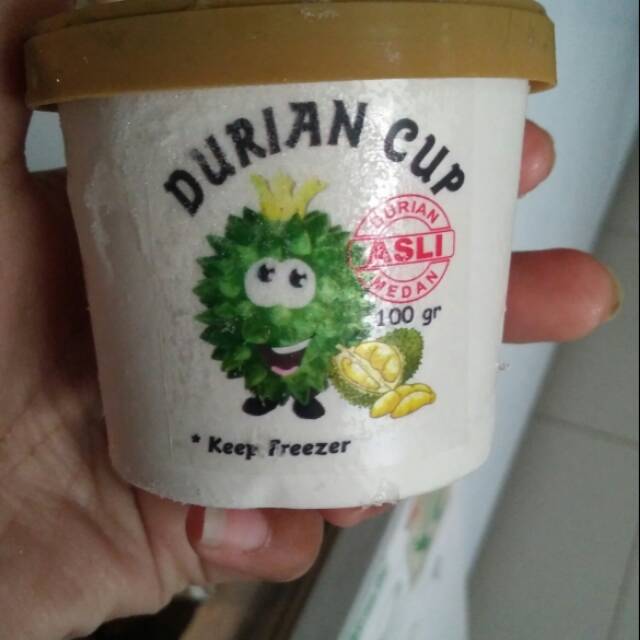 DURIAN CUP
DURIAN
ASLI
MEDAN
100 gr
* Keep Freezer